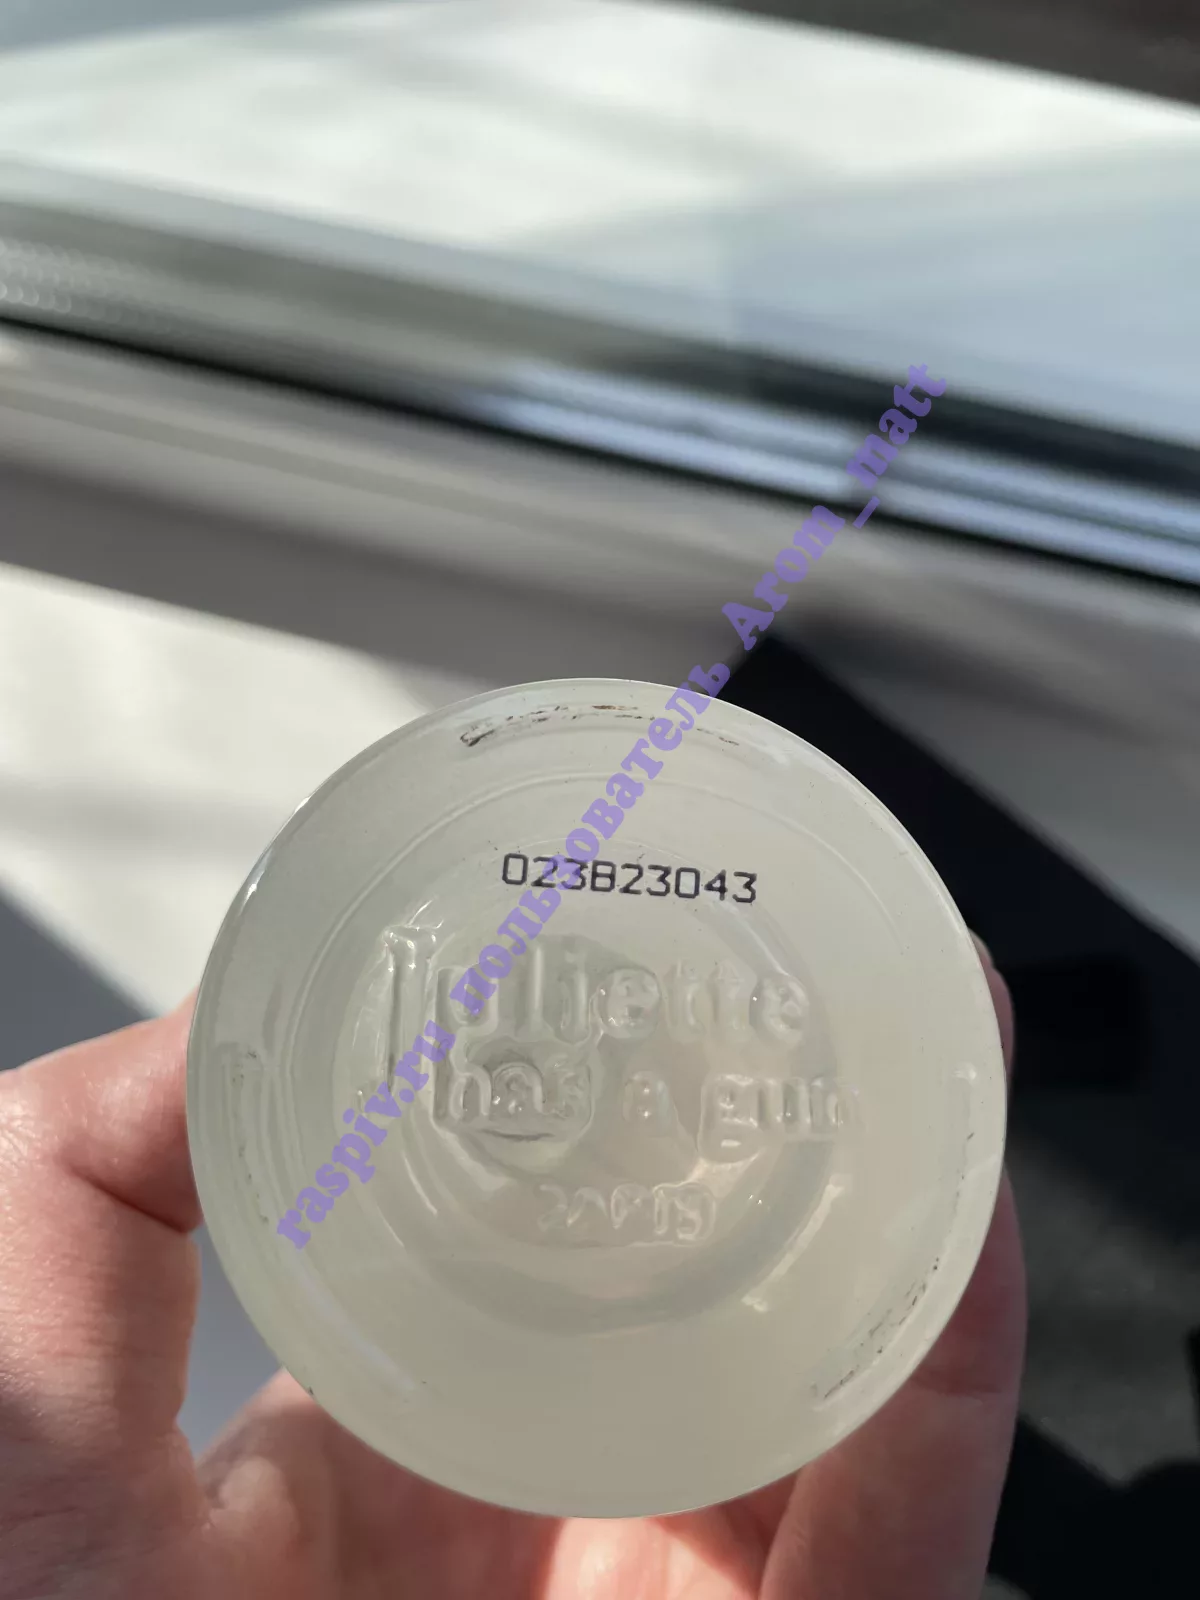 raspiv.ru пользователь Arom_matt
023B23043
Juliette
has a gun